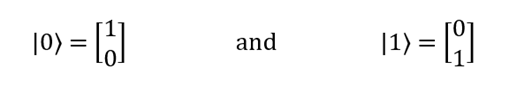 |0⟩ = [1 0] and |1⟩ = [0 1]